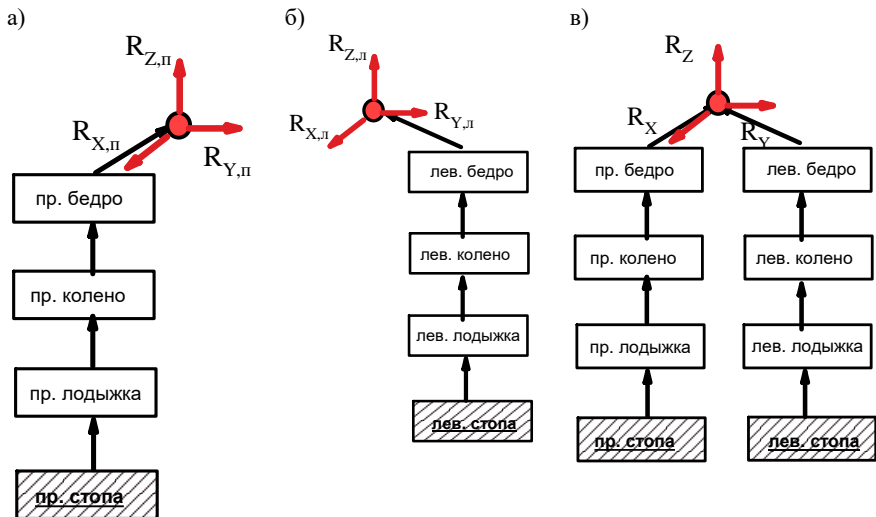 а)
R_Z,п
R_X,п
R_Y,п
пр. бедро
пр. колено
пр. лодыжка
пр. стопа
б)
R_Z,л
R_X,л
R_Y,л
лев. бедро
лев. колено
лев. лодыжка
лев. стопа
в)
R_Z
R_X
R_Y
пр. бедро
лев. бедро
пр. колено
лев. колено
пр. лодыжка
лев. лодыжка
пр. стопа
лев. стопа